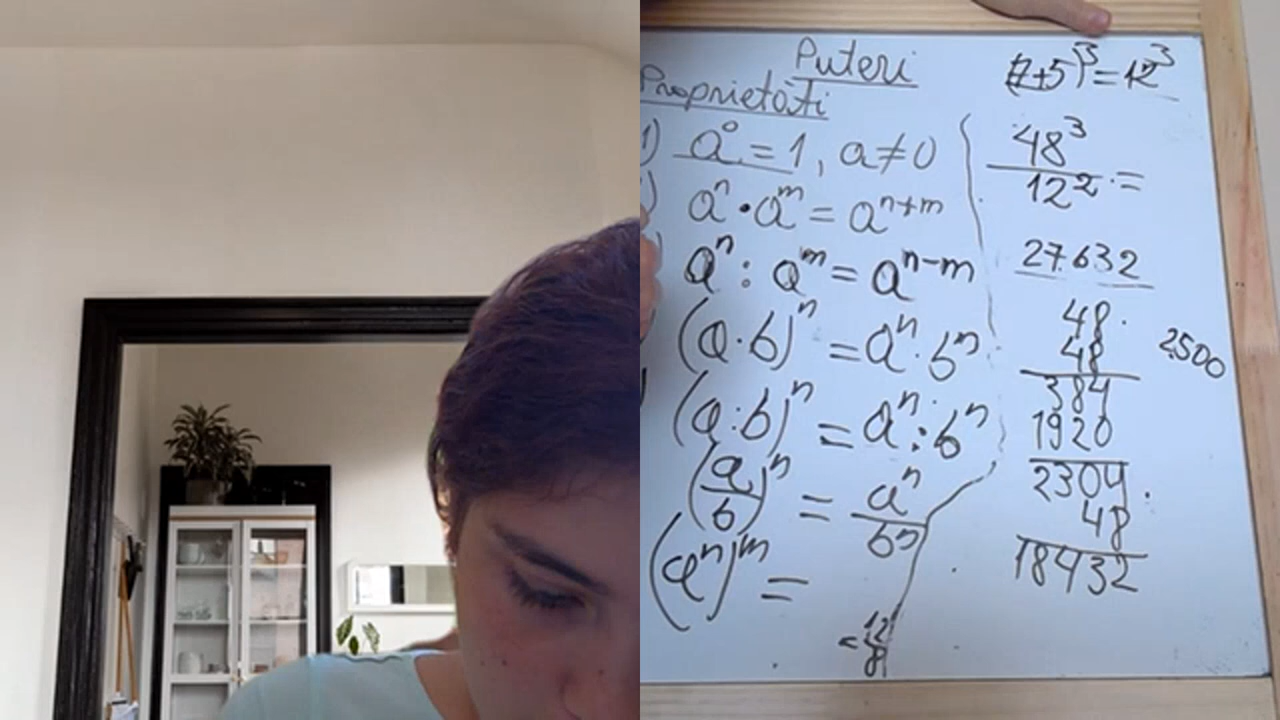 Puteri
Proprietăți
1) a⁰ = 1, a ≠ 0
) aⁿ · aᵐ = aⁿ⁺ᵐ
) aⁿ : aᵐ = aⁿ⁻ᵐ
(a·b)ⁿ = aⁿ · bⁿ
(a:b)ⁿ = aⁿ : bⁿ
(a/b)ⁿ = aⁿ/bⁿ
(aⁿ)ᵐ =
(7+5)³ = 12³
48³
12² =
27.632
48.
48
2500
384
1920
2304.
48
18432